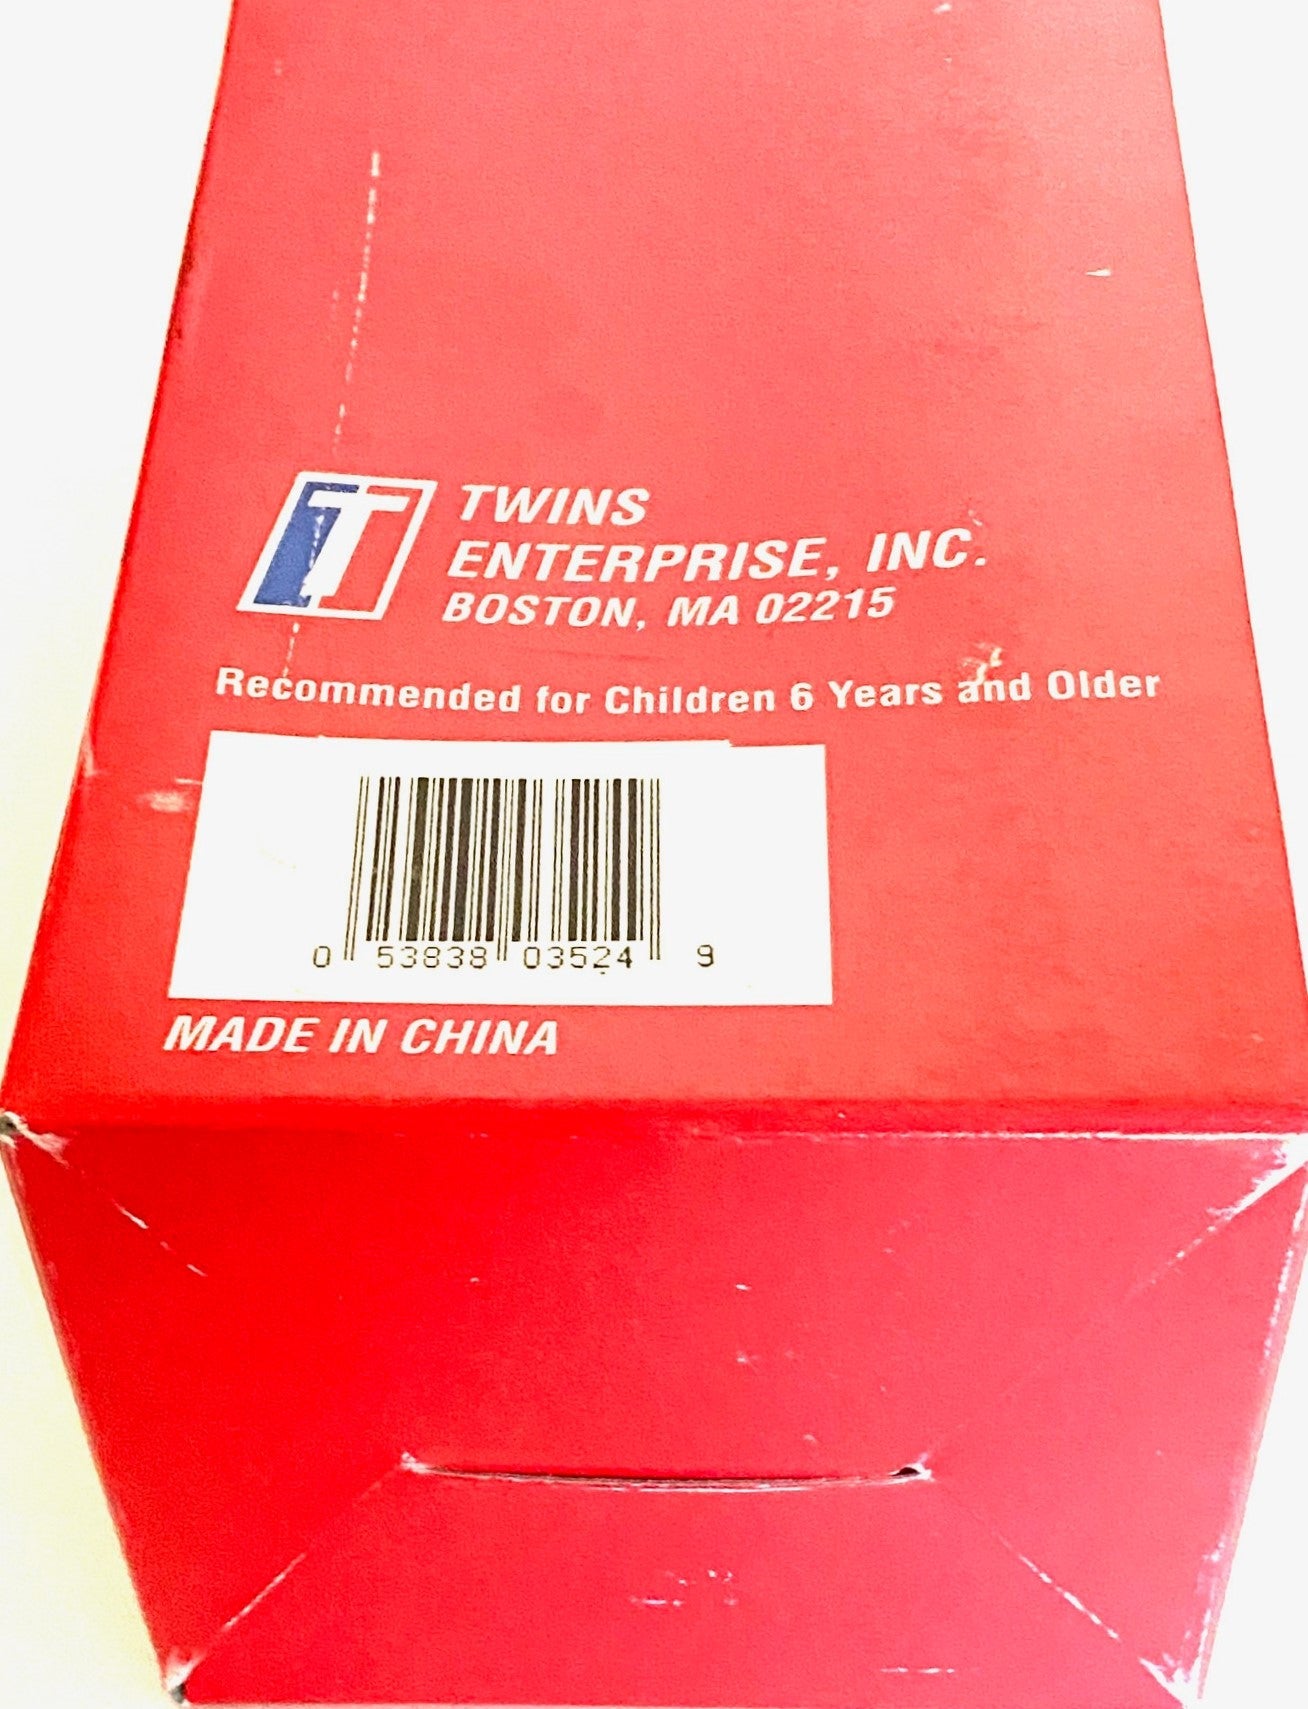 T
TWINS
ENTERPRISE, INC.
BOSTON, MA 02215
Recommended for Children 6 Years and Older
0 53838 03524 9
MADE IN CHINA